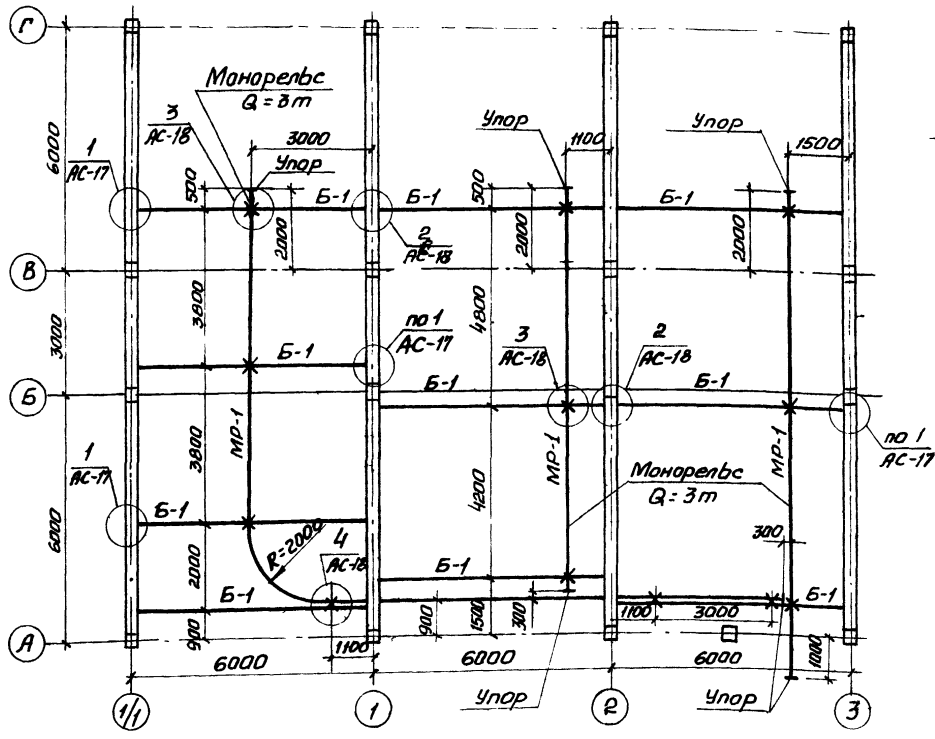 Г
Монорельс
Q = 3т
3
АС-18
3000
Упор
1100
Упор
1500
6000
1
АС-17
500
Упор
500
Б-1
Б-1
Б-1
2000
2
АС-18
2000
2000
В
3800
4800
3000
по 1
АС-17
Б-1
3
АС-18
2
АС-18
Б-1
Б-1
Б
МР-1
МР-1
МР-1
по 1
АС-17
1
АС-17
3800
4200
Монорельс
Q = 3т
Б-1
6000
R=2000
4
АС-18
300
2000
Б-1
Б-1
900
1500
300
1100
3000
900
А
1100
6000
6000
6000
1000
Упор
Упор
1/1
1
2
3